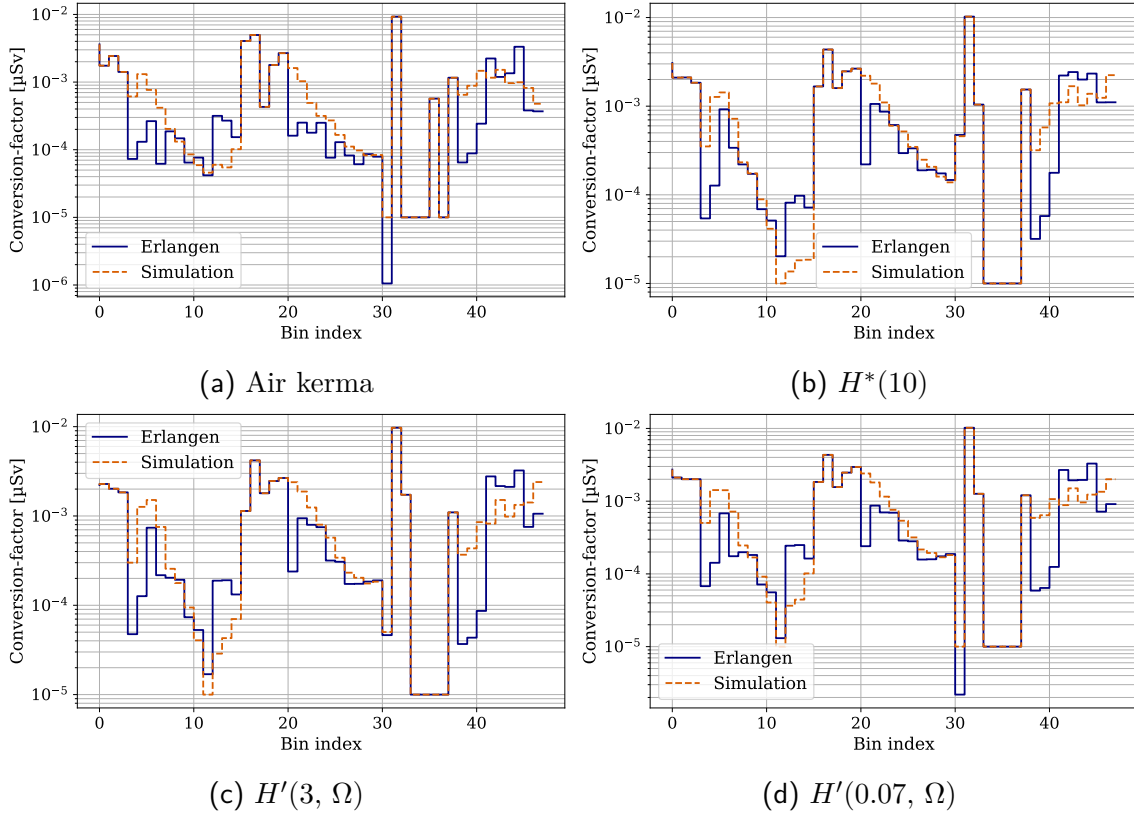 Conversion-factor [µSv]
10⁻²
10⁻³
10⁻⁴
10⁻⁵
10⁻⁶
Erlangen
Simulation
0 10 20 30 40
Bin index
(a) Air kerma
Conversion-factor [µSv]
10⁻²
10⁻³
10⁻⁴
10⁻⁵
Erlangen
Simulation
0 10 20 30 40
Bin index
(b) H*(10)
Conversion-factor [µSv]
10⁻²
10⁻³
10⁻⁴
10⁻⁵
Erlangen
Simulation
0 10 20 30 40
Bin index
(c) H′(3, Ω)
Conversion-factor [µSv]
10⁻²
10⁻³
10⁻⁴
10⁻⁵
Erlangen
Simulation
0 10 20 30 40
Bin index
(d) H′(0.07, Ω)